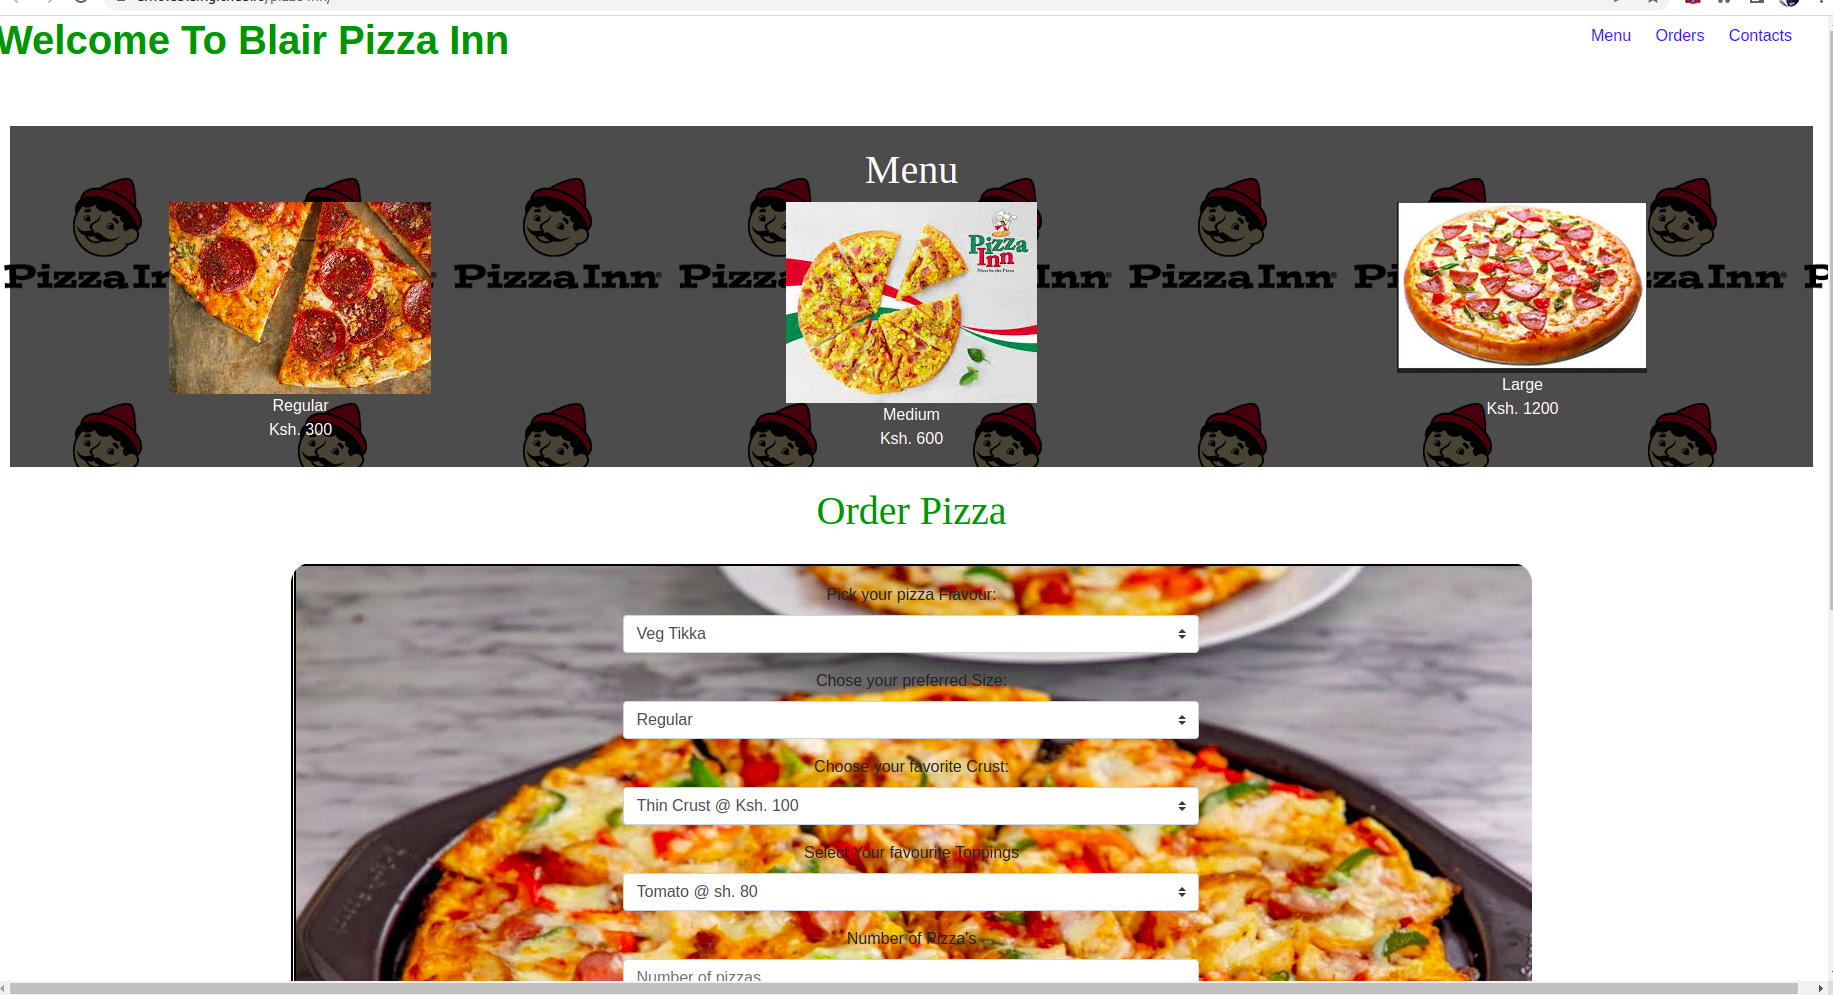 Welcome To Blair Pizza Inn
Menu Orders Contacts
Menu
Pizza Inn
PizzaInn PizzaInn PizzaInn
Regular
Ksh. 300
Medium
Ksh. 600
Large
Ksh. 1200
Order Pizza
Pick your pizza Flavour:
Veg Tikka
Chose your preferred Size:
Regular
Choose your favorite Crust:
Thin Crust @ Ksh. 100
Select Your favourite Toppings
Tomato @ sh. 80
Number of Pizza's
Number of pizzas